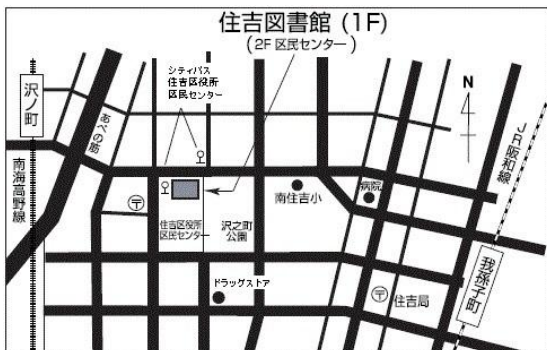 住吉図書館 (1F)
(2F 区民センター)
シティバス
住吉区役所
区民センター
N
沢ノ町
あべの筋
JR阪和線
南海高野線
〒
病院
南住吉小
住吉区役所
区民センター
沢之町
公園
我孫子町
ドラッグストア
〒
住吉局